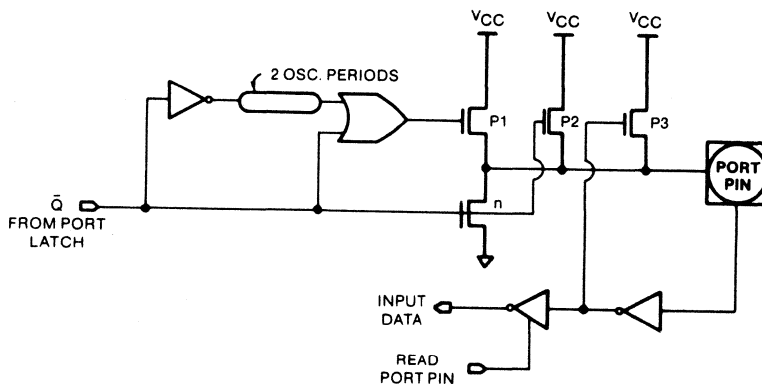 VCC
VCC
VCC
2 OSC. PERIODS
P1
P2
P3
PORT
PIN
Q̄
FROM PORT
LATCH
n
INPUT
DATA
READ
PORT PIN